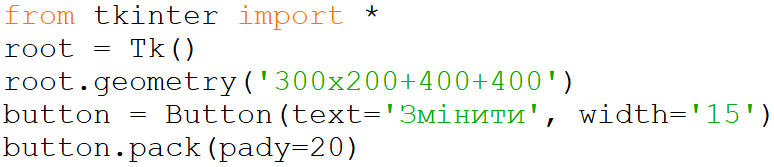 from tkinter import *
root = Tk()
root.geometry('300x200+400+400')
button = Button(text='Змінити', width='15')
button.pack(pady=20)